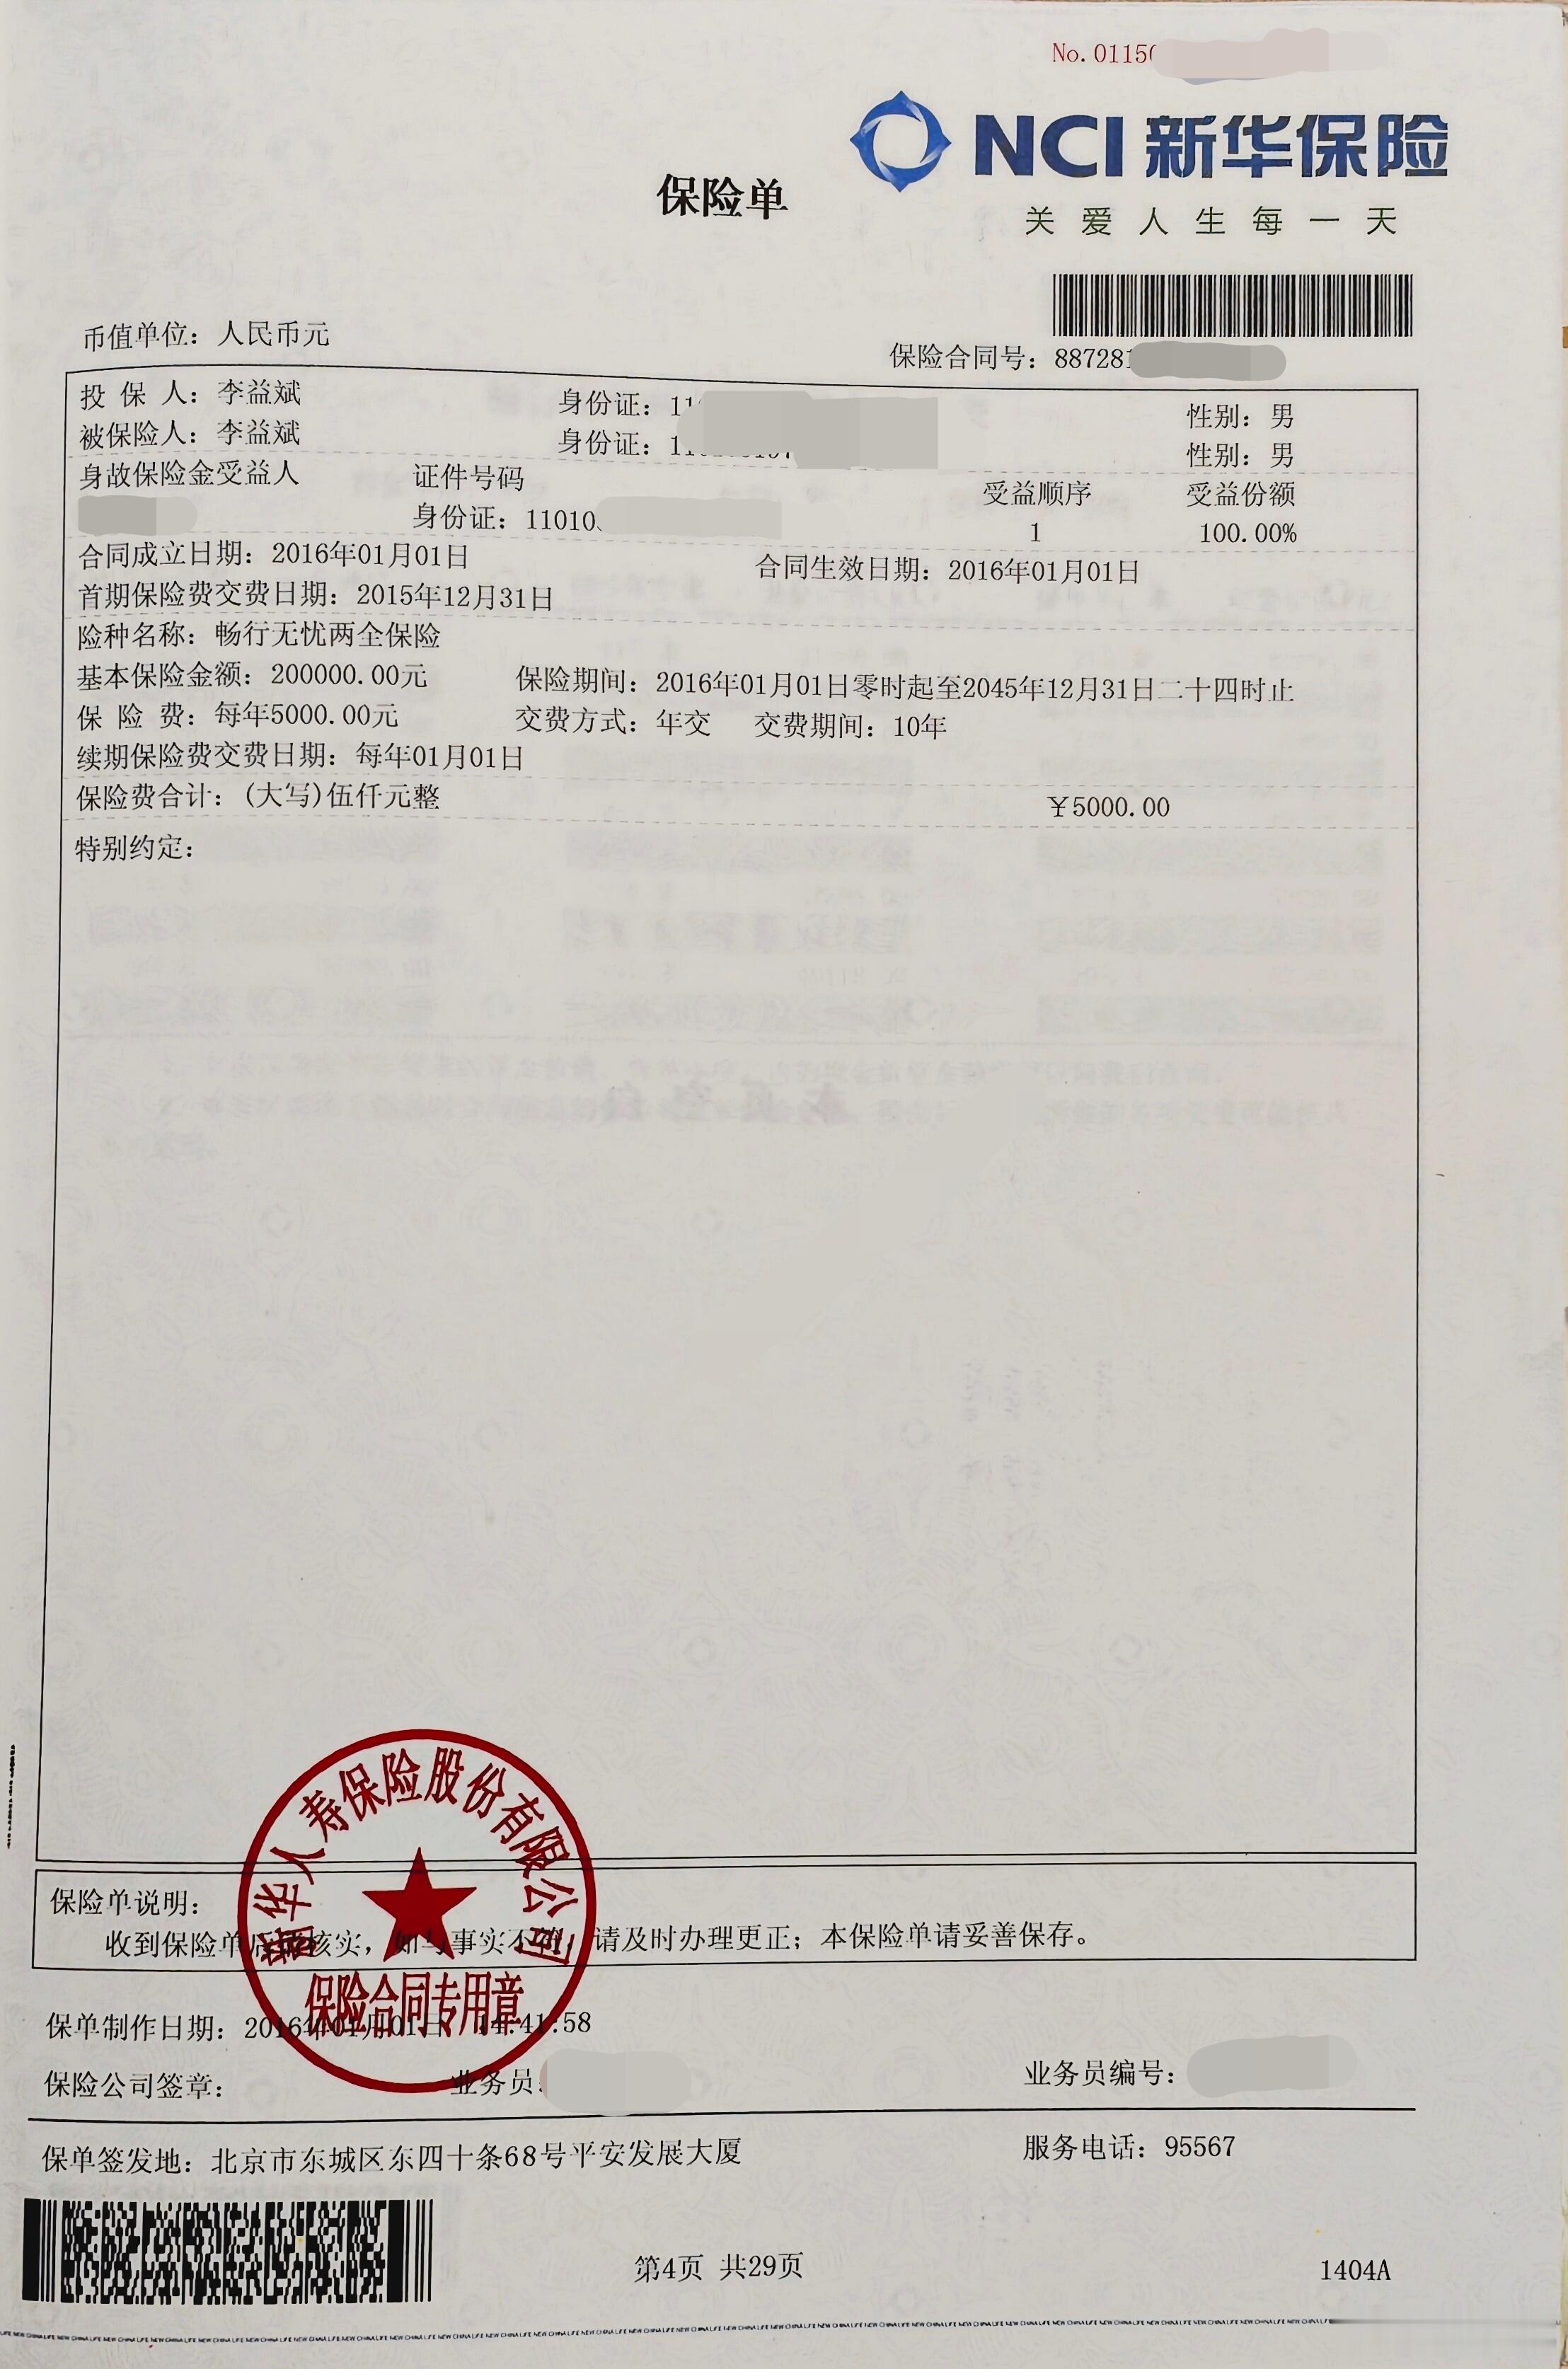 No.0115
NCI 新华保险
关爱人生每一天
保险单
币值单位：人民币元
保险合同号：88728
投 保 人：李益斌 身份证：11 性别：男
被保险人：李益斌 身份证：11 性别：男
身故保险金受益人 证件号码 受益顺序 受益份额
身份证：11010 1 100.00%
合同成立日期：2016年01月01日 合同生效日期：2016年01月01日
首期保险费交费日期：2015年12月31日
险种名称：畅行无忧两全保险
基本保险金额：200000.00元 保险期间：2016年01月01日零时起至2045年12月31日二十四时止
保 险 费：每年5000.00元 交费方式：年交 交费期间：10年
续期保险费交费日期：每年01月01日
保险费合计：(大写)伍仟元整 ¥5000.00
特别约定：
新华人寿保险股份有限公司
保险合同专用章
保险单说明：
收到保险单后请核实，如与事实不符，请及时办理更正；本保险单请妥善保存。
保单制作日期：2016年01月01日 14:41:58
保险公司签章： 业务员： 业务员编号：
保单签发地：北京市东城区东四十条68号平安发展大厦 服务电话：95567
第4页 共29页
1404A